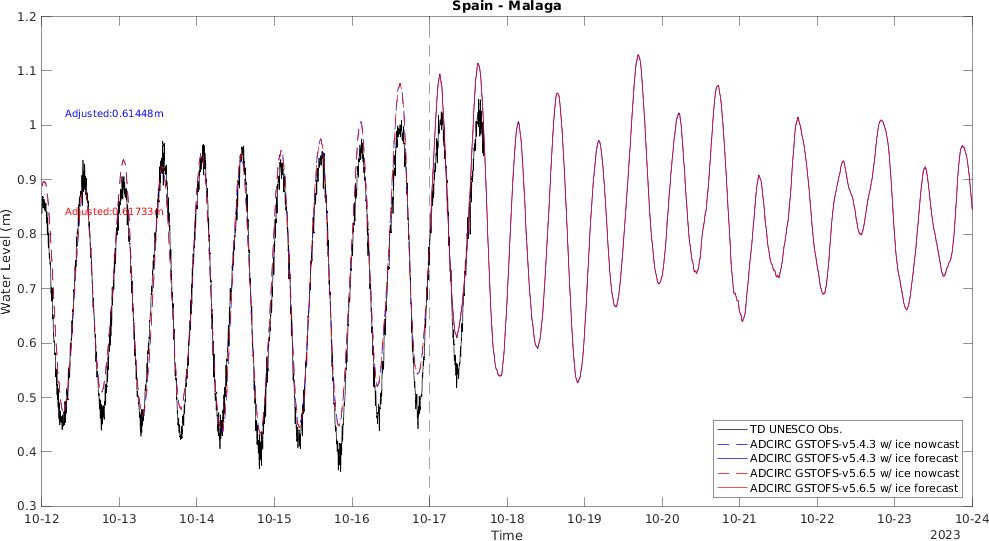 Spain - Malaga
Water Level (m)
1.2
1.1
1
0.9
0.8
0.7
0.6
0.5
0.4
0.3
Adjusted:0.61448m
Adjusted:0.61733m
TD UNESCO Obs.
ADCIRC GSTOFS-v5.4.3 w/ ice nowcast
ADCIRC GSTOFS-v5.4.3 w/ ice forecast
ADCIRC GSTOFS-v5.6.5 w/ ice nowcast
ADCIRC GSTOFS-v5.6.5 w/ ice forecast
10-12 10-13 10-14 10-15 10-16 10-17 10-18 10-19 10-20 10-21 10-22 10-23 10-24
Time
2023